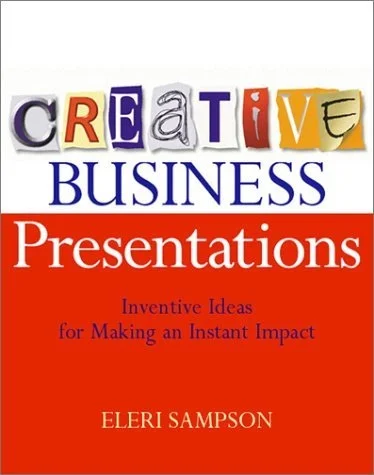 CREATiVE
BUSINESS
Presentations
Inventive Ideas
for Making an Instant Impact
ELERI SAMPSON